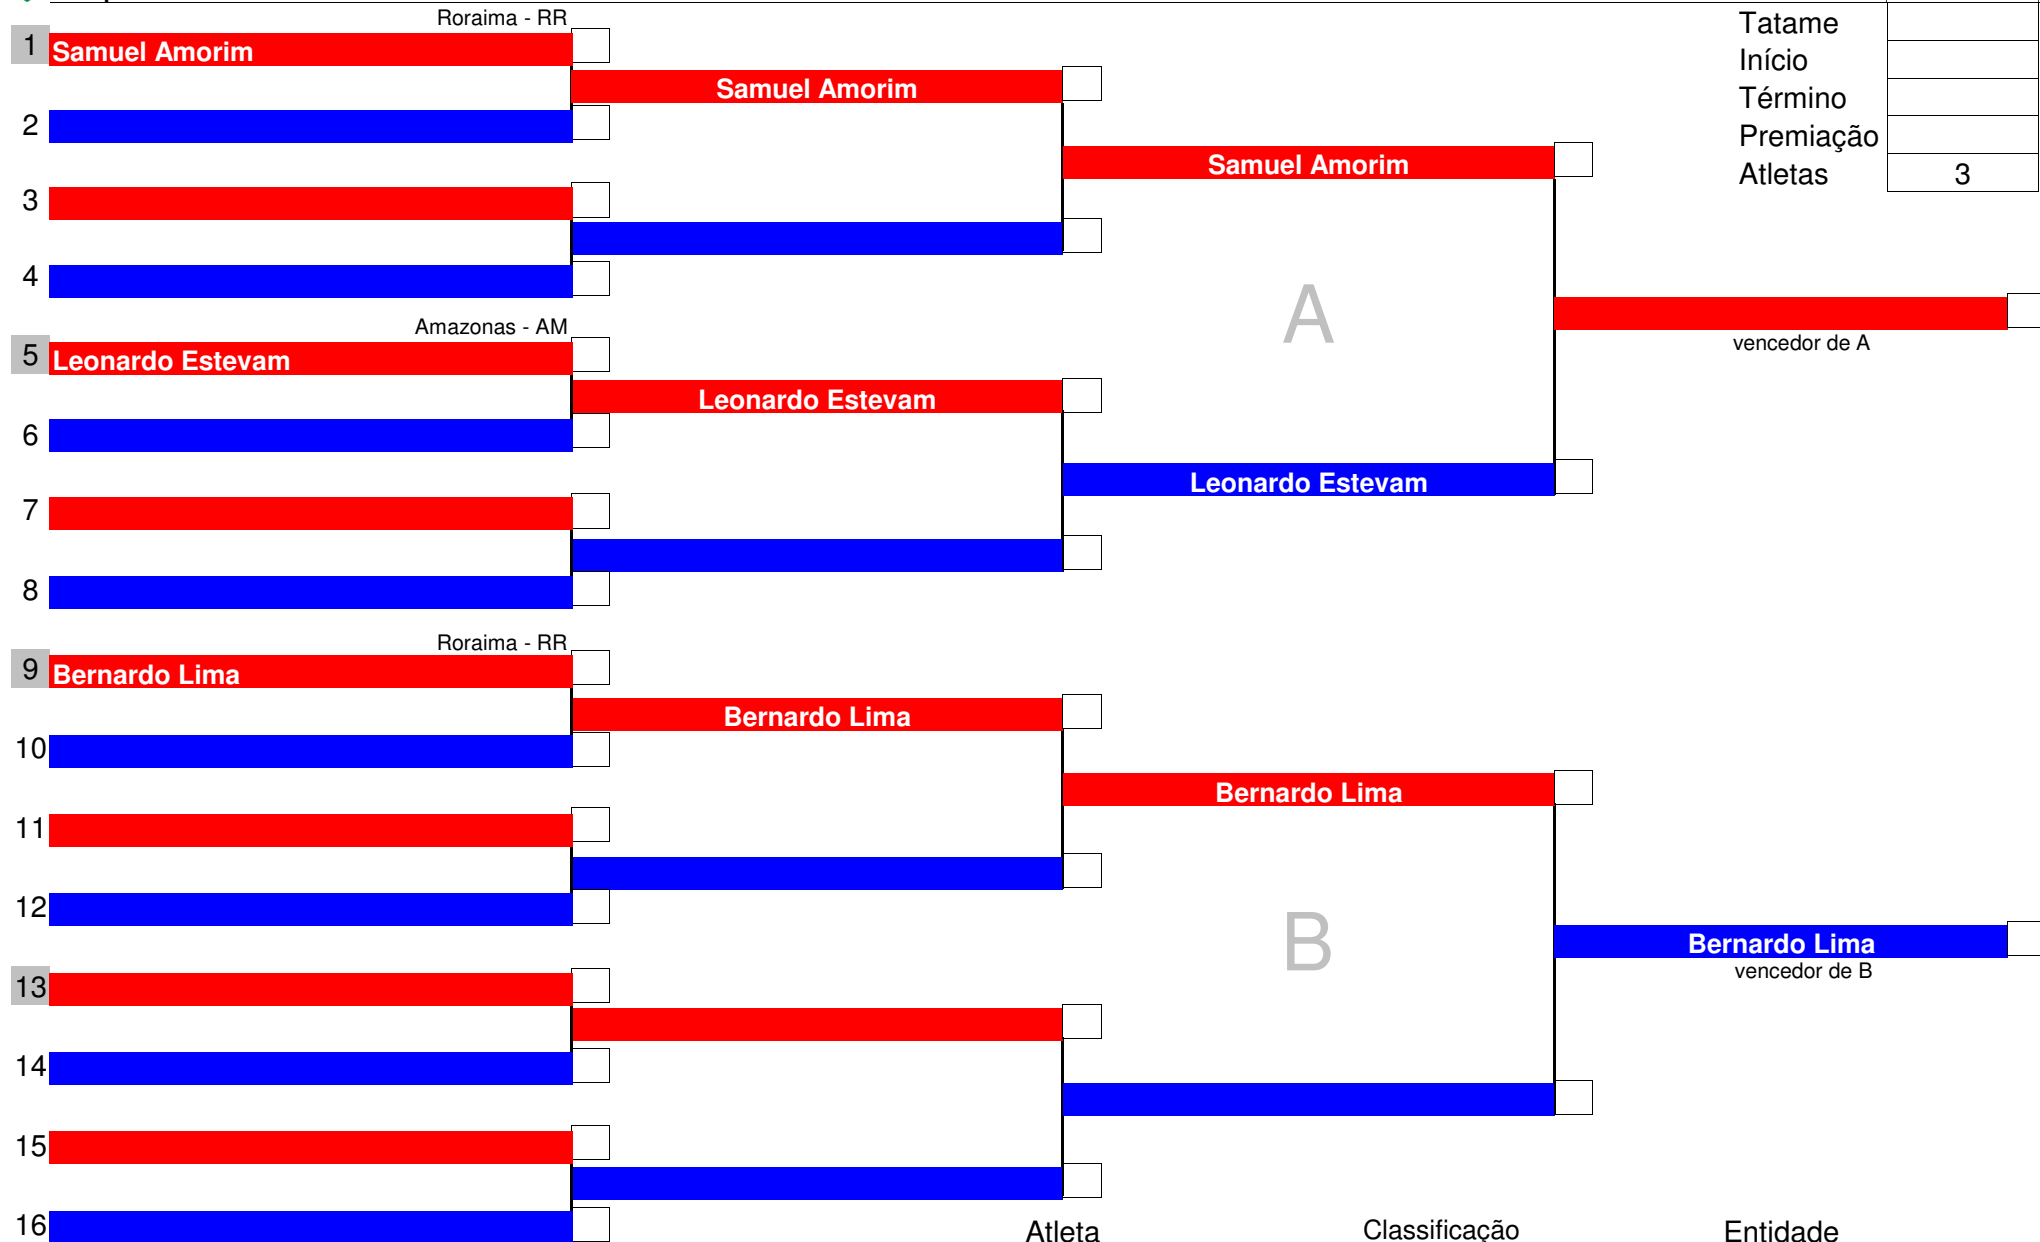 Roraima - RR
1 Samuel Amorim
Samuel Amorim
2
Samuel Amorim
3
4
Amazonas - AM
5 Leonardo Estevam
Leonardo Estevam
6
Leonardo Estevam
7
8
A
vencedor de A
Roraima - RR
9 Bernardo Lima
Bernardo Lima
10
Bernardo Lima
11
12
B
Bernardo Lima
vencedor de B
13
14
15
16
Tatame
Início
Término
Premiação
Atletas 3
Atleta Classificação Entidade